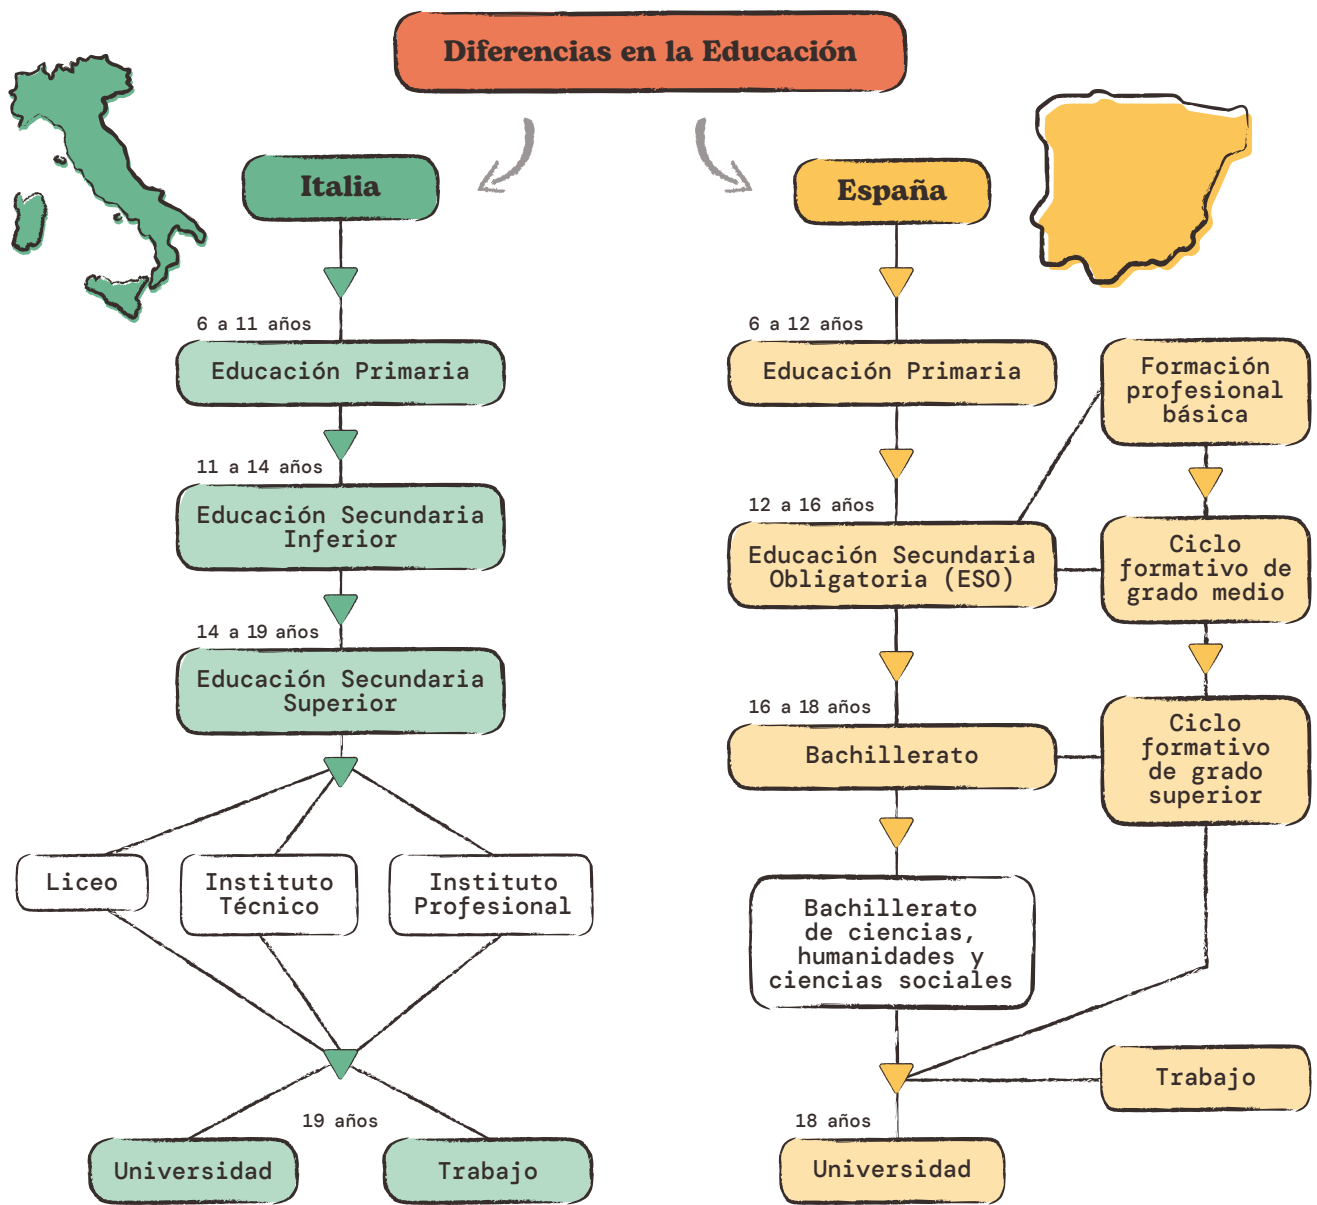 Diferencias en la Educación
Italia
6 a 11 años
Educación Primaria
11 a 14 años
Educación Secundaria
Inferior
14 a 19 años
Educación Secundaria
Superior
Liceo
Instituto
Técnico
Instituto
Profesional
19 años
Universidad
Trabajo
España
6 a 12 años
Educación Primaria
12 a 16 años
Educación Secundaria
Obligatoria (ESO)
16 a 18 años
Bachillerato
Bachillerato
de ciencias,
humanidades y
ciencias sociales
18 años
Universidad
Formación
profesional
básica
Ciclo
formativo de
grado medio
Ciclo
formativo
de grado
superior
Trabajo